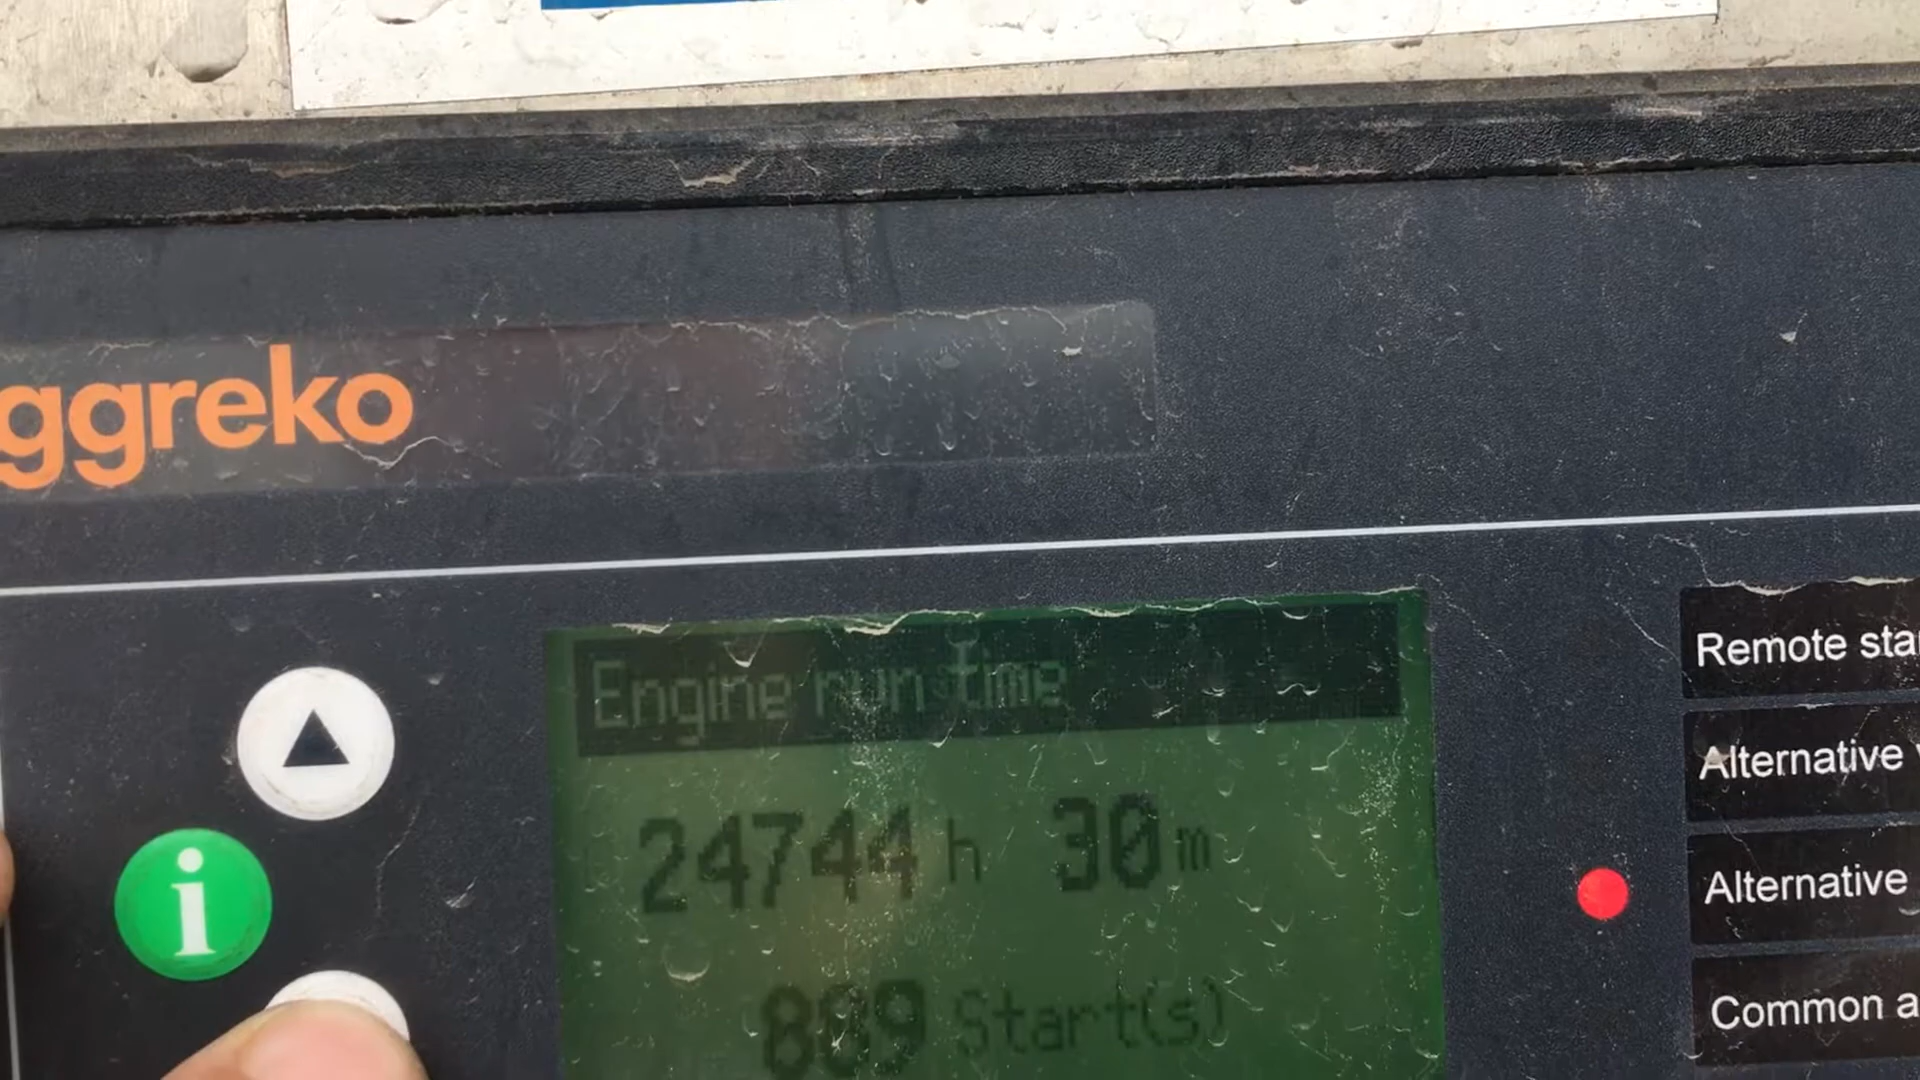 ggreko
Engine run time
24744 h 30 m
889 Start(s)
i
Remote sta
Alternative
Alternative
Common a